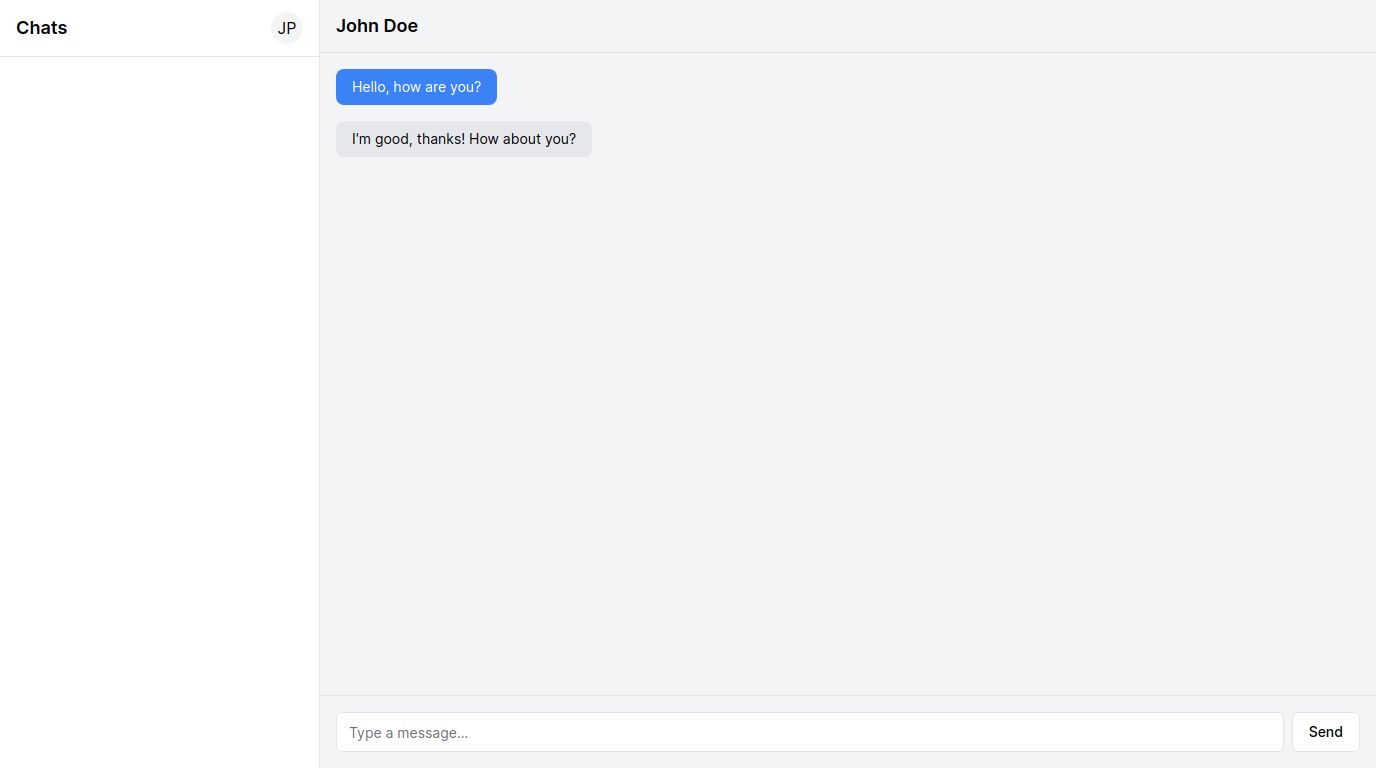 Chats
JP
John Doe
Hello, how are you?
I'm good, thanks! How about you?
Type a message...
Send